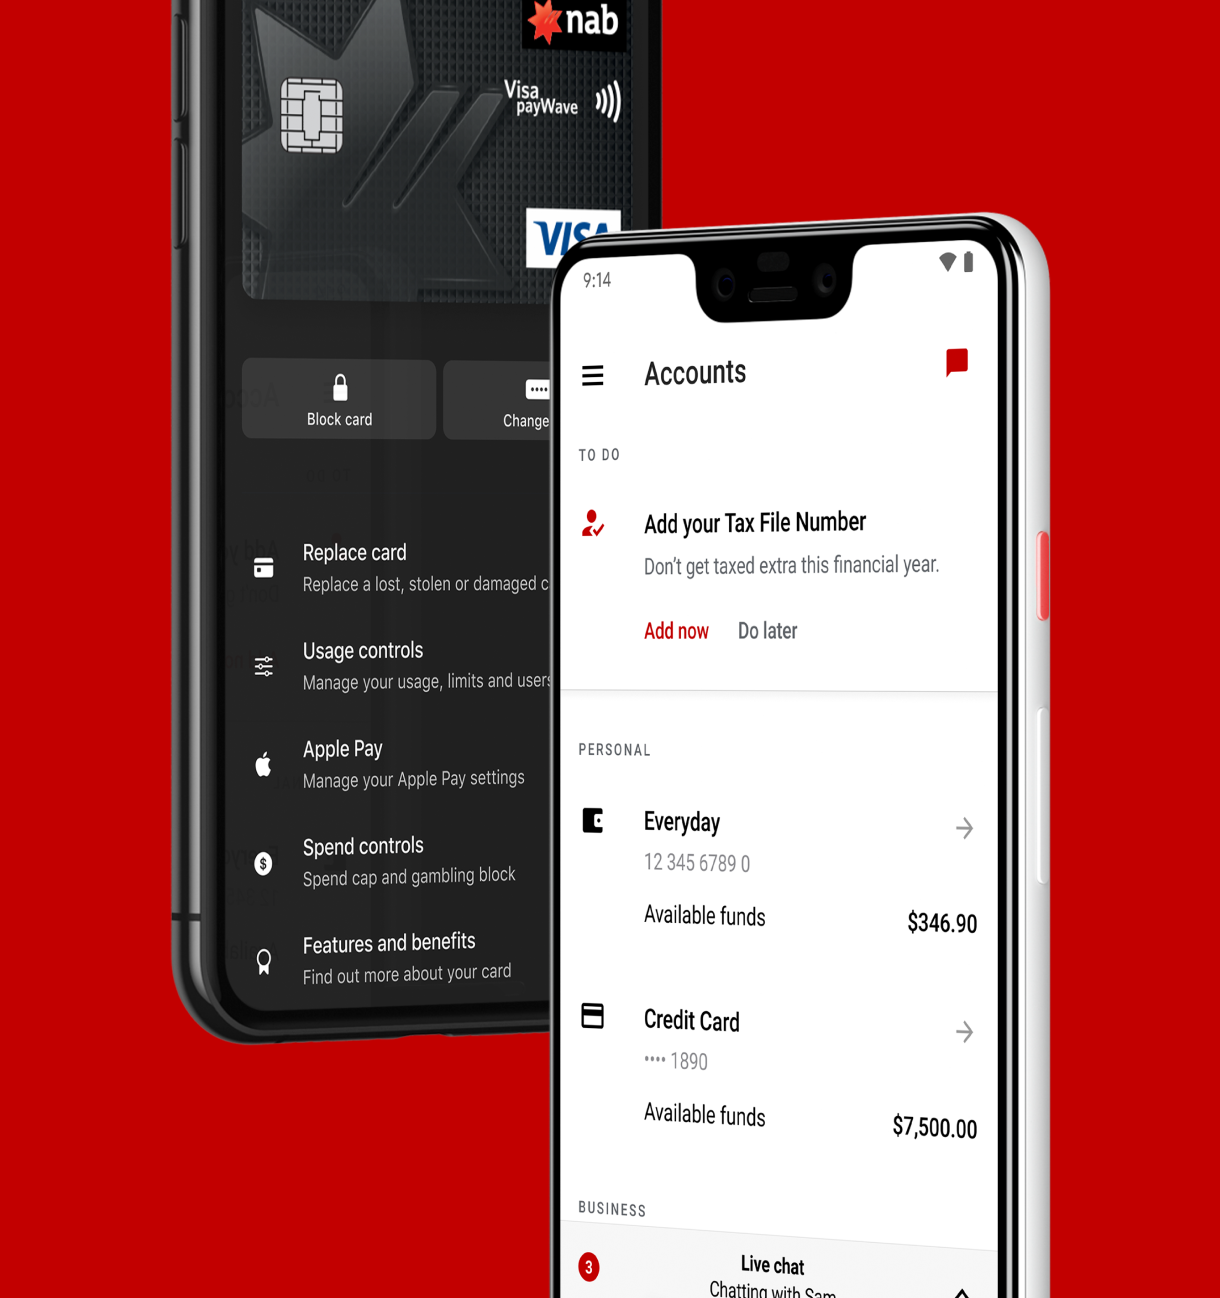 nab
Visa
payWave
VISA
Block card
Change
Replace card
Replace a lost, stolen or damaged c
Usage controls
Manage your usage, limits and users
Apple Pay
Manage your Apple Pay settings
Spend controls
Spend cap and gambling block
Features and benefits
Find out more about your card
9:14
Accounts
TO DO
Add your Tax File Number
Don't get taxed extra this financial year.
Add now Do later
PERSONAL
Everyday
12 345 6789 0
Available funds $346.90
Credit Card
•••• 1890
Available funds $7,500.00
BUSINESS
3
Live chat
Chatting with Sam